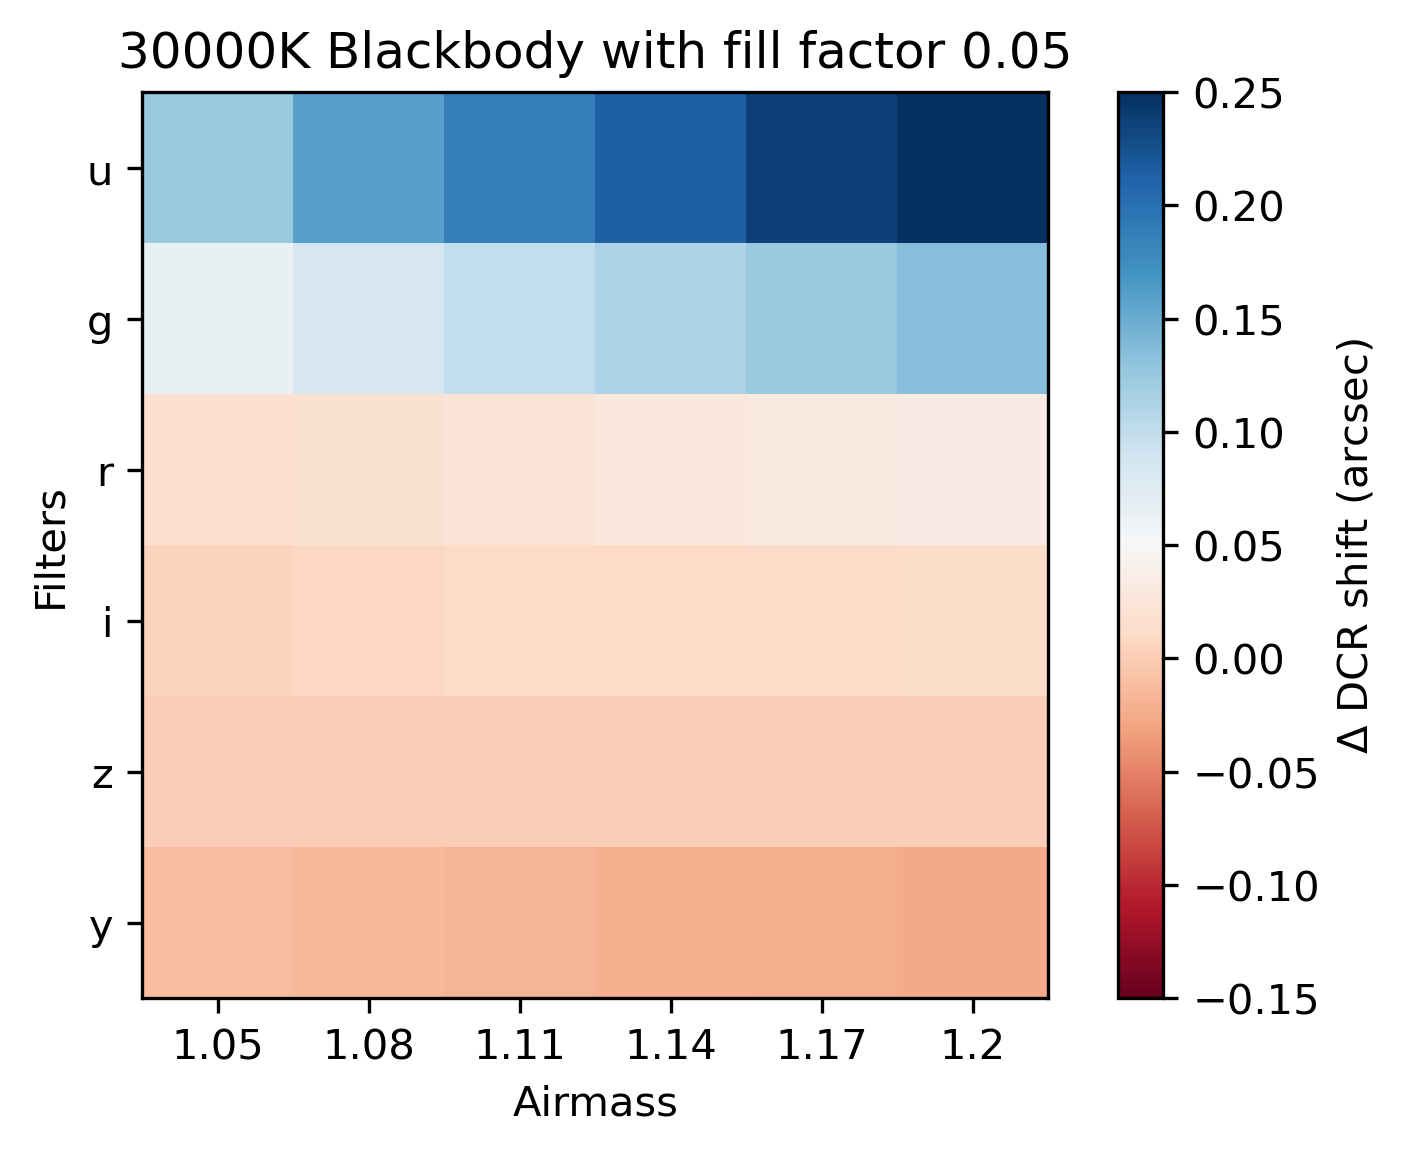 30000K Blackbody with fill factor 0.05
Filters
u
g
r
i
z
y
1.05 1.08 1.11 1.14 1.17 1.2
Airmass
0.25
0.20
0.15
0.10
0.05
0.00
−0.05
−0.10
−0.15
Δ DCR shift (arcsec)